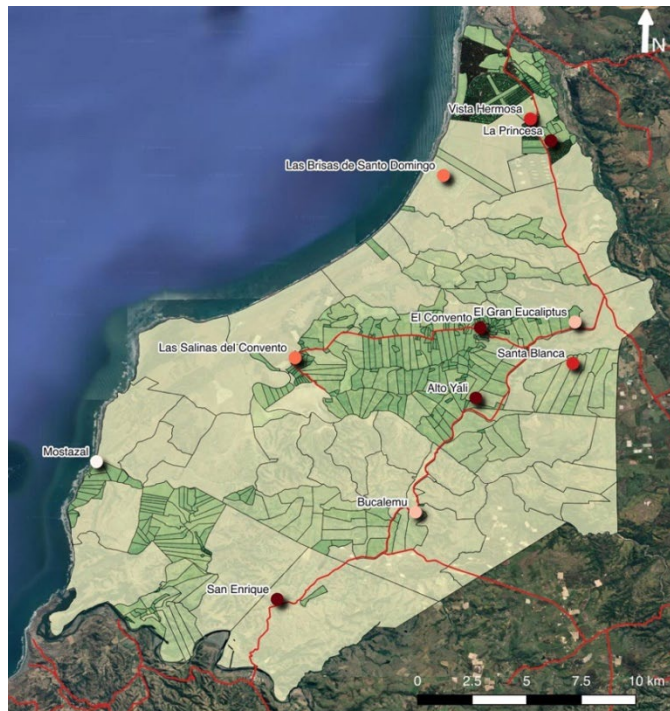 N
Vista Hermosa
La Princesa
Las Brisas de Santo Domingo
El Convento
El Gran Eucaliptus
Las Salinas del Convento
Santa Blanca
Alto Yali
Mostazal
Bucalemu
San Enrique
0 2.5 5 7.5 10 km